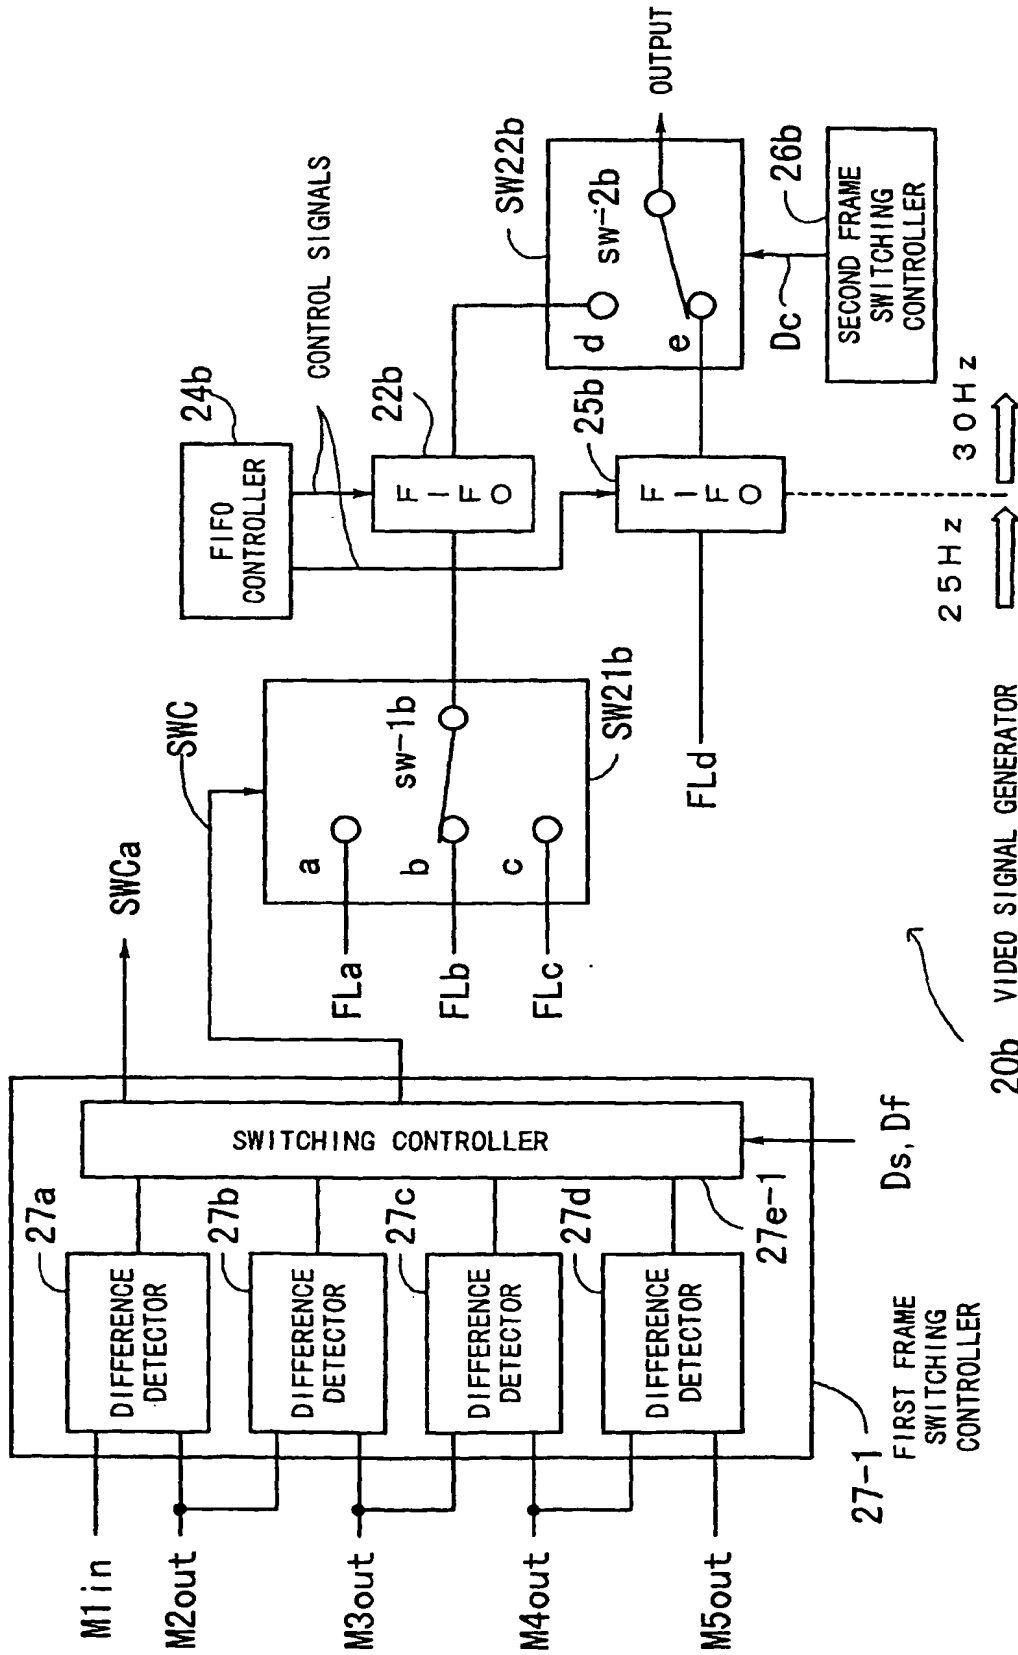 M1in
M2out
M3out
M4out
M5out
27a
DIFFERENCE
DETECTOR
27b
DIFFERENCE
DETECTOR
27c
DIFFERENCE
DETECTOR
27d
DIFFERENCE
DETECTOR
SWITCHING CONTROLLER
27e-1
27-1
FIRST FRAME
SWITCHING
CONTROLLER
Ds, Df
SWCa
SWC
FLa
FLb
FLc
a
b
c
sw-1b
SW21b
FLd
24b
FIFO
CONTROLLER
CONTROL SIGNALS
22b
FIFO
25b
FIFO
SW22b
sw-2b
d
e
OUTPUT
Dc
26b
SECOND FRAME
SWITCHING
CONTROLLER
25Hz
30Hz
20b VIDEO SIGNAL GENERATOR